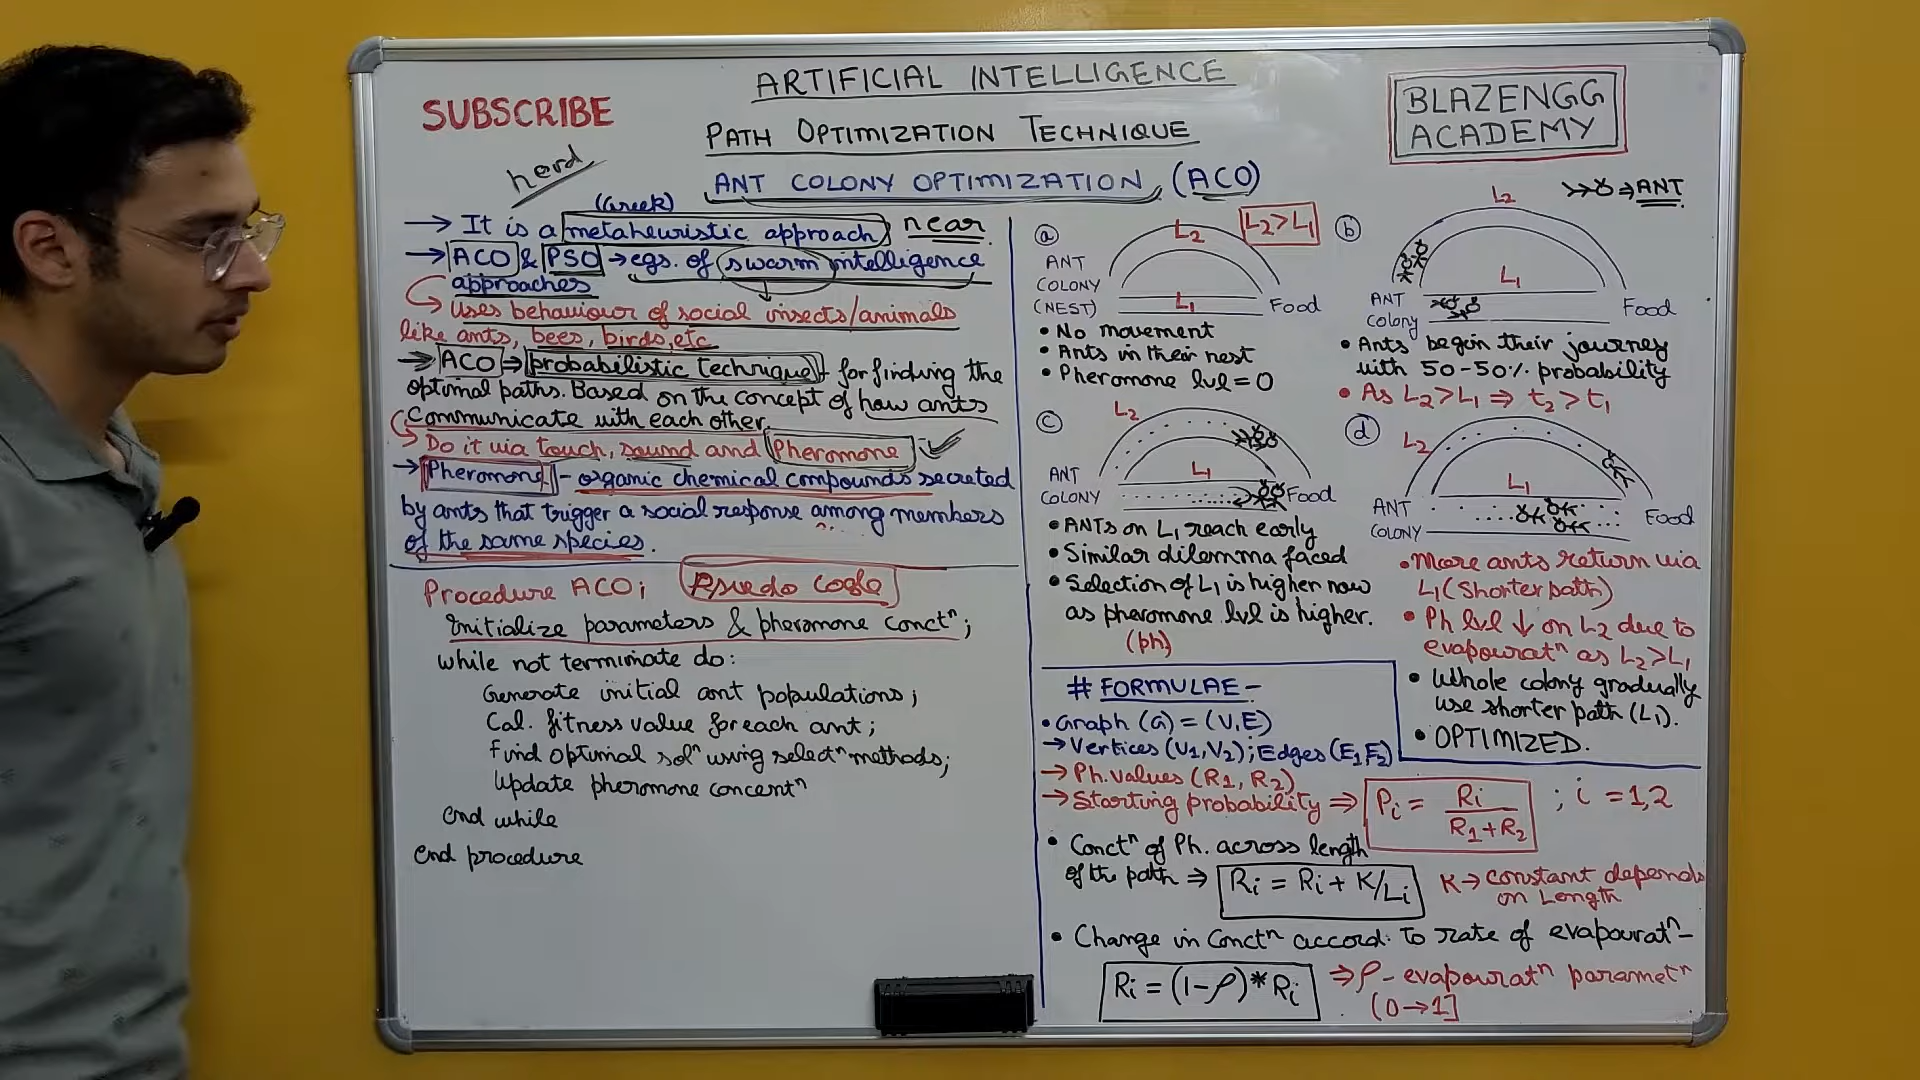 ARTIFICIAL INTELLIGENCE
SUBSCRIBE
BLAZENGG
ACADEMY
PATH OPTIMIZATION TECHNIQUE
herd
ANT COLONY OPTIMIZATION, (ACO)
(Greek)
→ It is a metaheuristic approach) near
→ ACO & PSO → egs. of swarm intelligence
approaches
↳ Uses behaviour of social insects/animals
like ants, bees, birds, etc
→ ACO ⇒ probabilistic technique for finding the
optimal paths. Based on the concept of how ants
communicate with each other.
↳ Do it via touch, sound and Pheromone
→ Pheromone - organic chemical compounds secreted
by ants that trigger a social response among members
of the same species.
Procedure ACO; Psuedo Code
Initialize parameters & pheromone conctⁿ;
while not terminate do:
Generate initial ant populations;
Cal. fitness value for each ant;
Find optimal solⁿ using selectⁿ methods;
Update pheromone concentⁿ
end while
end procedure
(a) L2 L2>L1
ANT
COLONY
(NEST) L1 Food
• No movement
• Ants in their nest
• Pheromone lvl = 0
(b) L2 ⇒ ANT
L1
ANT
Colony Food
• Ants begin their journey
with 50-50% probability
• As L2>L1 ⇒ t2>t1
(c) L2
L1
ANT
COLONY Food
• ANTs on L1 reach early
• Similar dilemma faced
• Selection of L1 is higher now
as pheromone lvl is higher.
(ph)
(d) L2
L1
ANT
COLONY Food
• More ants return via
L1 (Shorter path)
• Ph lvl ↓ on L2 due to
evapouratⁿ as L2>L1
• Whole colony gradually
use shorter path (L1).
• OPTIMIZED.
# FORMULAE -
• Graph (G) = (V,E)
→ Vertices (V1,V2); Edges (E1,E2)
→ Ph. values (R1, R2)
→ Starting probability ⇒ Pi = Ri / (R1+R2) ; i = 1,2
• Conctⁿ of Ph. across length
of the path ⇒ Ri = Ri + K/Li K → constant depends
on Length
• Change in Conctⁿ accord. to rate of evapouratⁿ -
Ri = (1-ρ)*Ri ⇒ ρ - evapouratⁿ parametⁿ
(0→1]